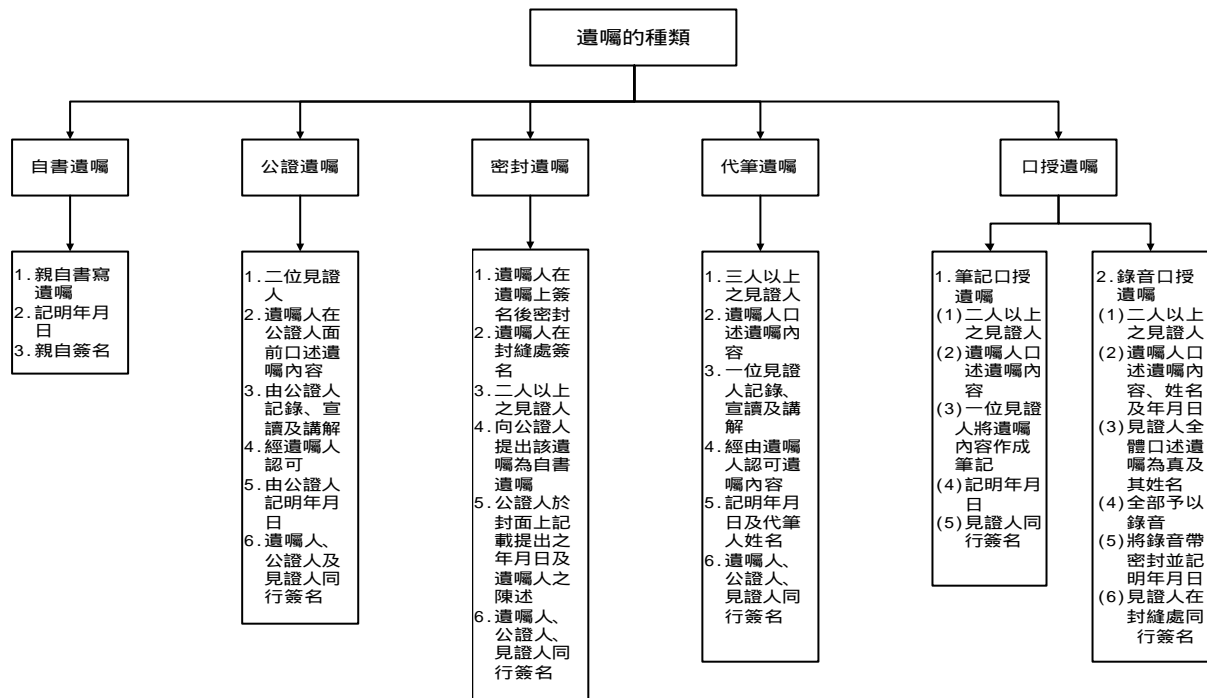 遺囑的種類
自書遺囑
公證遺囑
密封遺囑
代筆遺囑
口授遺囑
1.親自書寫
遺囑
2.記明年月
日
3.親自簽名
1.二位見證
人
2.遺囑人在
公證人面
前口述遺
囑內容
3.由公證人
記錄、宣
讀及講解
4.經遺囑人
認可
5.由公證人
記明年月
日
6.遺囑人、
公證人及
見證人同
行簽名
1.遺囑人在
遺囑上簽
名後密封
2.遺囑人在
封縫處簽
名
3.二人以上
之見證人
4.向公證人
提出該遺
囑為自書
遺囑
5.公證人於
封面上記
載提出之
年月日及
遺囑人之
陳述
6.遺囑人、
公證人、
見證人同
行簽名
1.三人以上
之見證人
2.遺囑人口
述遺囑內
容
3.一位見證
人記錄、
宣讀及講
解
4.經由遺囑
人認可遺
囑內容
5.記明年月
日及代筆
人姓名
6.遺囑人、
公證人、
見證人同
行簽名
1.筆記口授
遺囑
(1)二人以上
之見證人
(2)遺囑人口
述遺囑內
容
(3)一位見證
人將遺囑
內容作成
筆記
(4)記明年月
日
(5)見證人同
行簽名
2.錄音口授
遺囑
(1)二人以上
之見證人
(2)遺囑人口
述遺囑內
容、姓名
及年月日
(3)見證人全
體口述遺
囑為真及
其姓名
(4)全部予以
錄音
(5)將錄音帶
密封並記
明年月日
(6)見證人在
封縫處同
行簽名